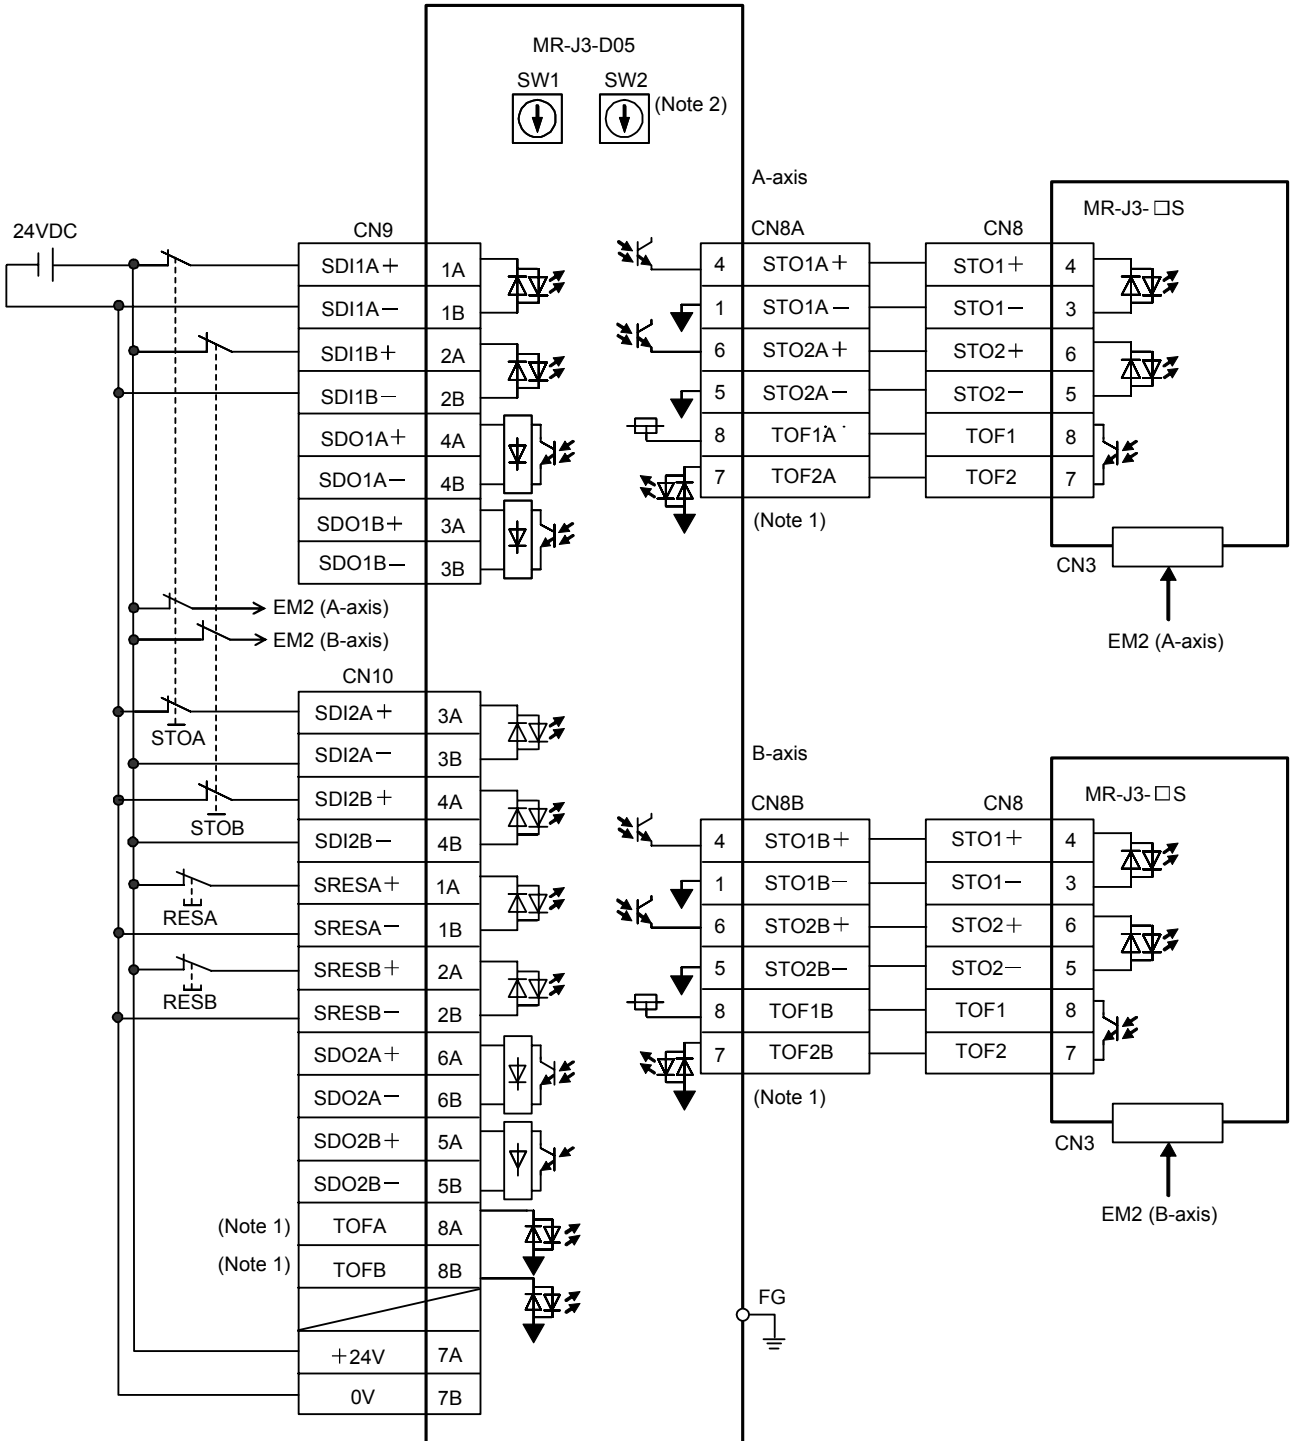 MR-J3-D05
SW1
SW2
(Note 2)
24VDC
CN9
SDI1A+ 1A
SDI1A- 1B
SDI1B+ 2A
SDI1B- 2B
SDO1A+ 4A
SDO1A- 4B
SDO1B+ 3A
SDO1B- 3B
EM2 (A-axis)
EM2 (B-axis)
CN10
SDI2A+ 3A
STOA
SDI2A- 3B
SDI2B+ 4A
STOB
SDI2B- 4B
SRESA+ 1A
RESA
SRESA- 1B
SRESB+ 2A
RESB
SRESB- 2B
SDO2A+ 6A
SDO2A- 6B
SDO2B+ 5A
SDO2B- 5B
(Note 1) TOFA 8A
(Note 1) TOFB 8B
+24V 7A
0V 7B
A-axis
CN8A
4 STO1A+
1 STO1A-
6 STO2A+
5 STO2A-
8 TOF1A
7 TOF2A
(Note 1)
MR-J3-□S
CN8
STO1+ 4
STO1- 3
STO2+ 6
STO2- 5
TOF1 8
TOF2 7
CN3
EM2 (A-axis)
B-axis
CN8B
4 STO1B+
1 STO1B-
6 STO2B+
5 STO2B-
8 TOF1B
7 TOF2B
(Note 1)
MR-J3-□S
CN8
STO1+ 4
STO1- 3
STO2+ 6
STO2- 5
TOF1 8
TOF2 7
CN3
EM2 (B-axis)
FG